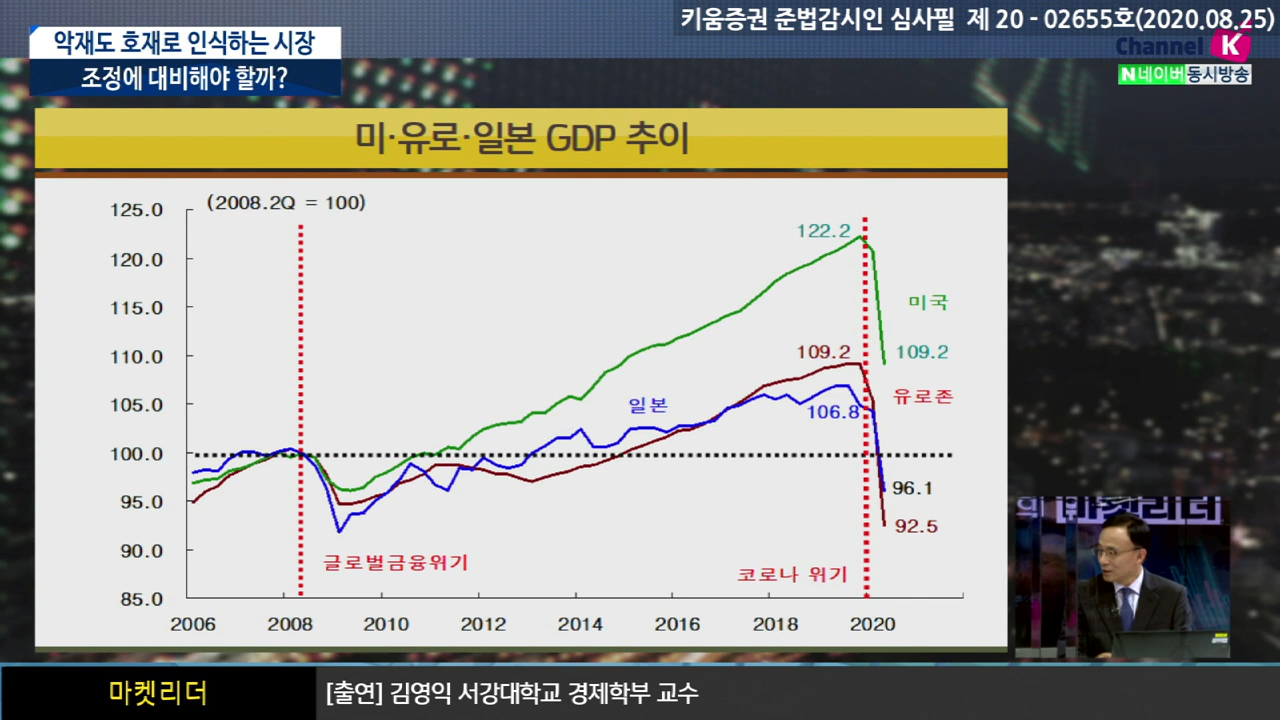 키움증권 준법감시인 심사필 제 20 - 02655호(2020.08.25)
악재도 호재로 인식하는 시장
조정에 대비해야 할까?
Channel K
N네이버동시방송
미·유로·일본 GDP 추이
(2008.2Q = 100)
125.0
120.0
115.0
110.0
105.0
100.0
95.0
90.0
85.0
122.2
미국
109.2
109.2
유로존
일본
106.8
96.1
92.5
글로벌금융위기
코로나 위기
2006 2008 2010 2012 2014 2016 2018 2020
마켓리더
마켓리더
[출연] 김영익 서강대학교 경제학부 교수